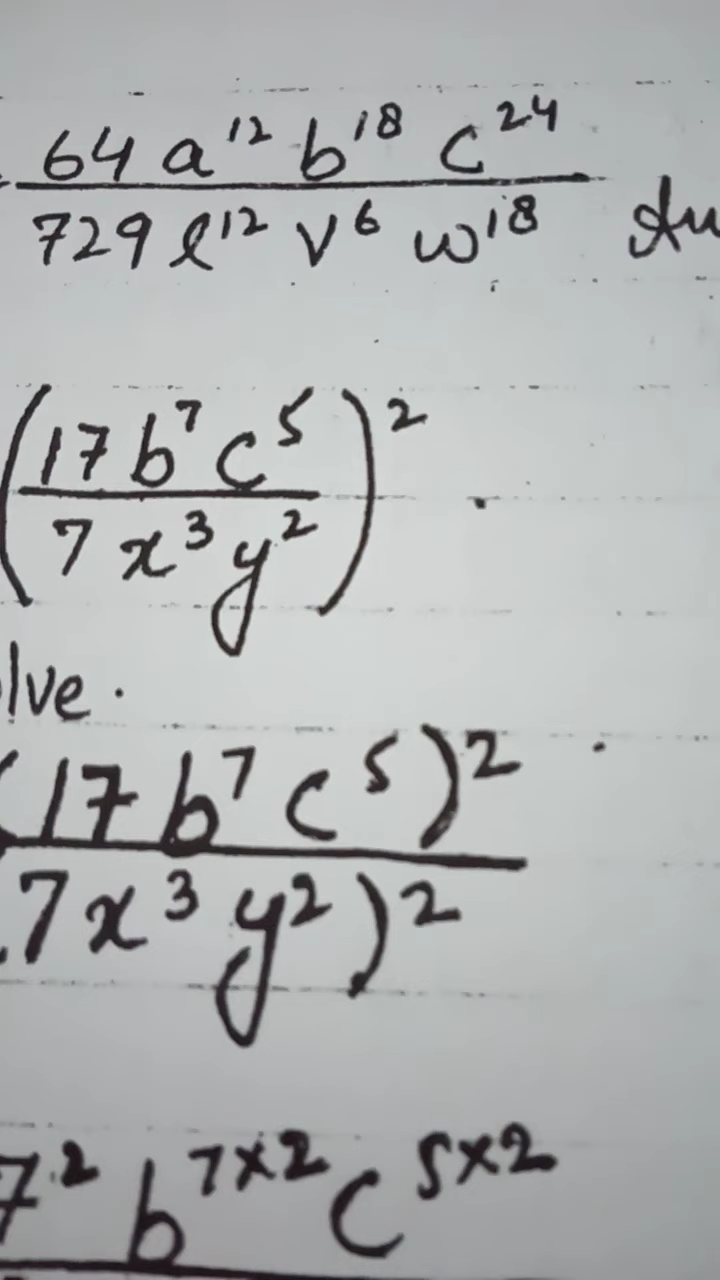 64 a¹² b¹⁸ c²⁴
729 l¹² v⁶ w¹⁸
(17 b⁷ c⁵
7 x³ y²)²
lve.
(17 b⁷ c⁵)²
7 x³ y²)²
7² b⁷ˣ² c⁵ˣ²